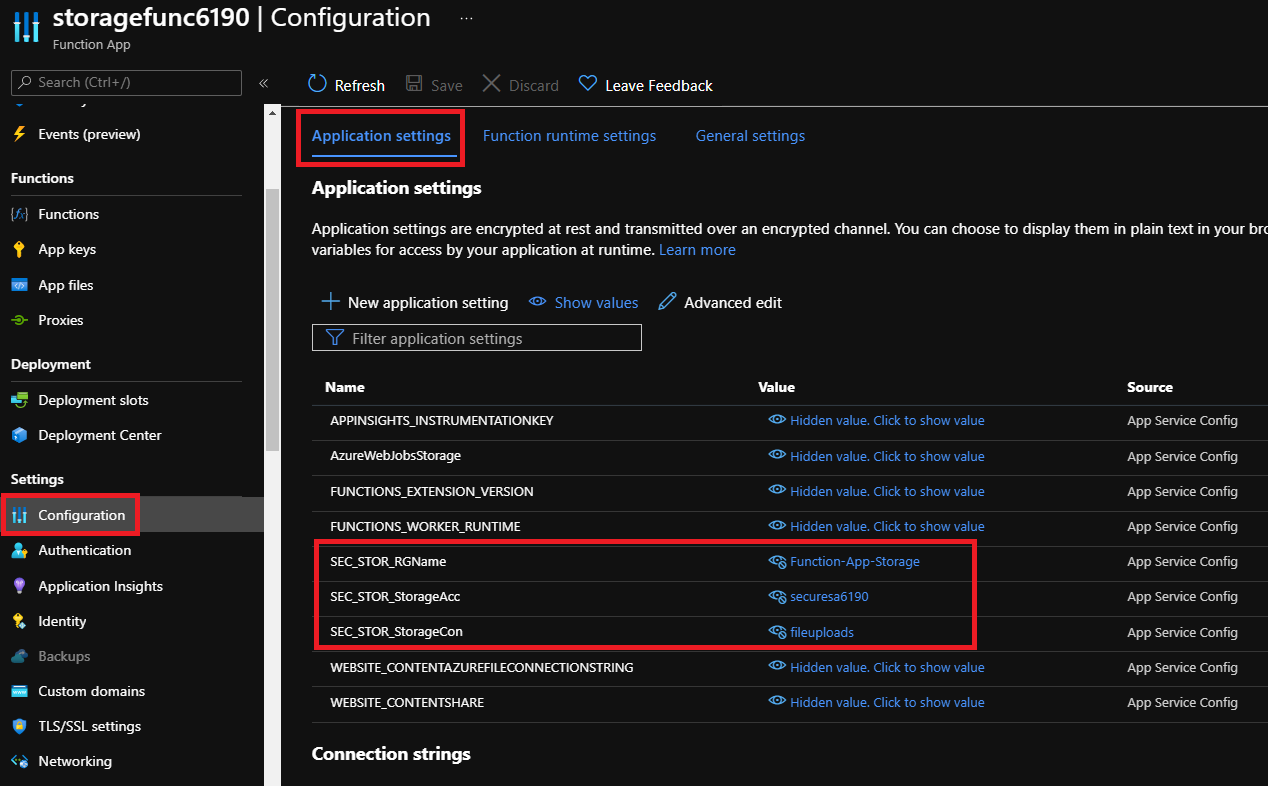 storagefunc6190 | Configuration ...
Function App
Search (Ctrl+/)
«
Refresh
Save
Discard
Leave Feedback
Events (preview)
Functions
Functions
App keys
App files
Proxies
Deployment
Deployment slots
Deployment Center
Settings
Configuration
Authentication
Application Insights
Identity
Backups
Custom domains
TLS/SSL settings
Networking
Application settings Function runtime settings General settings
Application settings
Application settings are encrypted at rest and transmitted over an encrypted channel. You can choose to display them in plain text in your bro
variables for access by your application at runtime. Learn more
New application setting Show values Advanced edit
Filter application settings
Name Value Source
APPINSIGHTS_INSTRUMENTATIONKEY Hidden value. Click to show value App Service Config
AzureWebJobsStorage Hidden value. Click to show value App Service Config
FUNCTIONS_EXTENSION_VERSION Hidden value. Click to show value App Service Config
FUNCTIONS_WORKER_RUNTIME Hidden value. Click to show value App Service Config
SEC_STOR_RGName Function-App-Storage App Service Config
SEC_STOR_StorageAcc securesa6190 App Service Config
SEC_STOR_StorageCon fileuploads App Service Config
WEBSITE_CONTENTAZUREFILECONNECTIONSTRING Hidden value. Click to show value App Service Config
WEBSITE_CONTENTSHARE Hidden value. Click to show value App Service Config
Connection strings